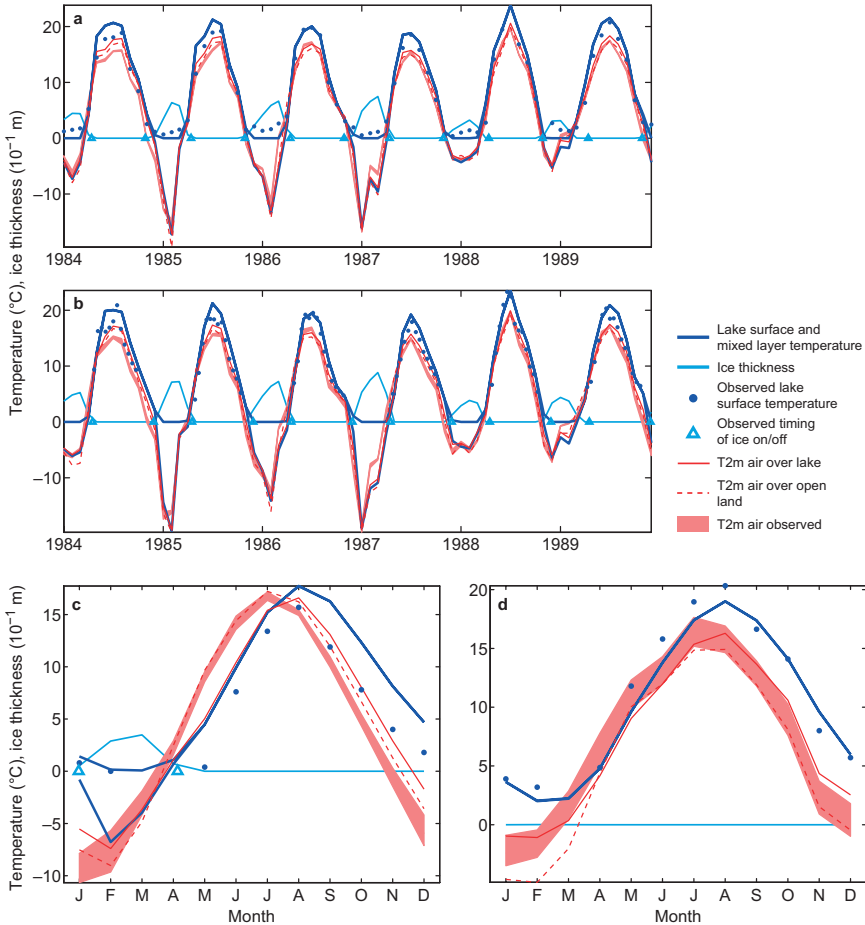 a
20
10
0
–10
1984 1985 1986 1987 1988 1989
Temperature (°C), ice thickness (10⁻¹ m)
b
20
10
0
–10
1984 1985 1986 1987 1988 1989
Lake surface and
mixed layer temperature
Ice thickness
Observed lake
surface temperature
Observed timing
of ice on/off
T2m air over lake
T2m air over open
land
T2m air observed
c
15
10
5
0
–5
–10
J F M A M J J A S O N D
Month
Temperature (°C), ice thickness (10⁻¹ m)
d
20
15
10
5
0
J F M A M J J A S O N D
Month